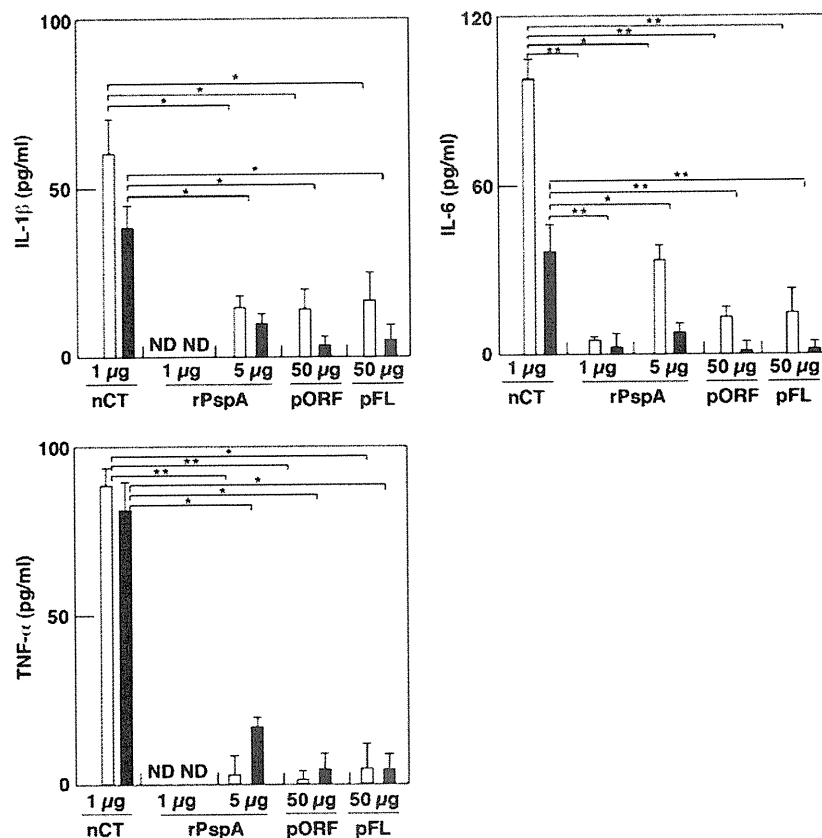 100
50
0
IL-1β (pg/ml)
*
*
*
*
*
*
ND ND
1 µg 1 µg 5 µg 50 µg 50 µg
nCT rPspA pORF pFL
120
60
0
IL-6 (pg/ml)
**
**
*
**
**
**
*
**
1 µg 1 µg 5 µg 50 µg 50 µg
nCT rPspA pORF pFL
100
50
0
TNF-α (pg/ml)
*
**
**
*
*
*
ND ND
1 µg 1 µg 5 µg 50 µg 50 µg
nCT rPspA pORF pFL